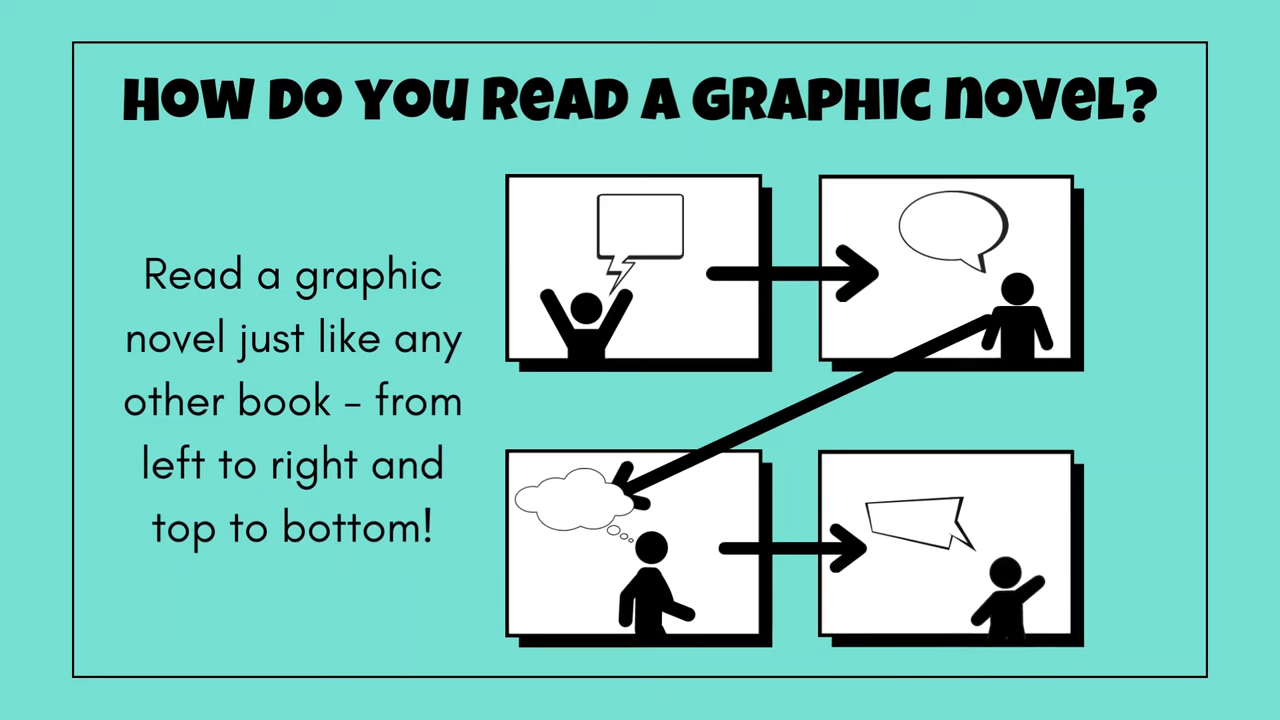 HOW DO YOU READ A GRAPHIC NOVEL?
Read a graphic
novel just like any
other book - from
left to right and
top to bottom!